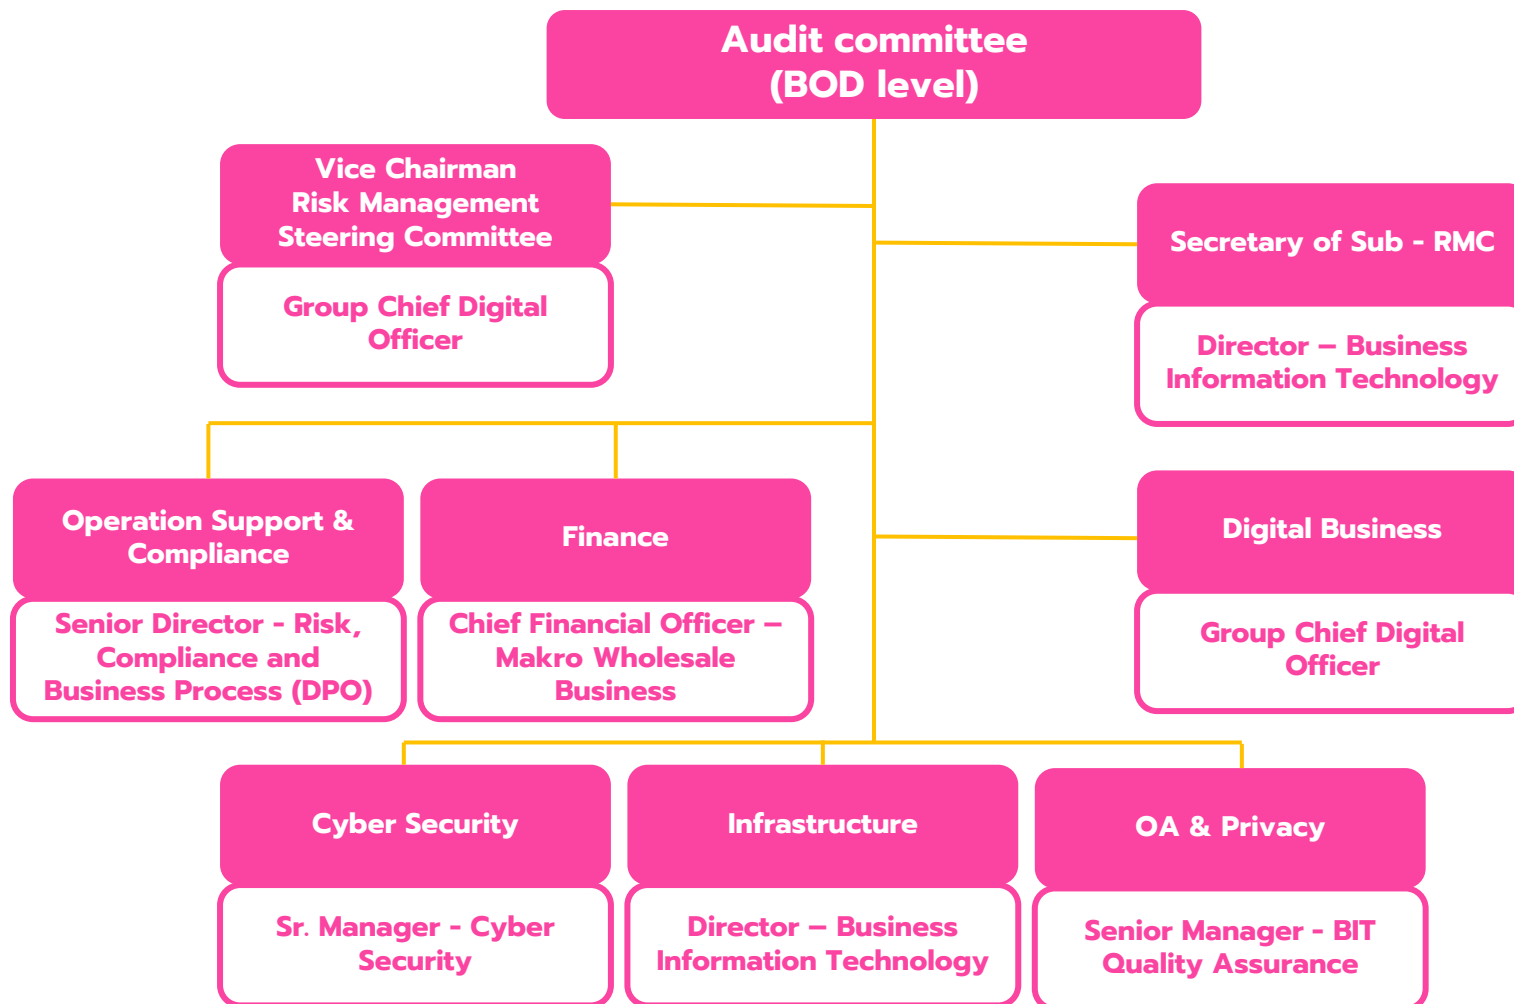 Audit committee
(BOD level)
Vice Chairman
Risk Management
Steering Committee
Group Chief Digital
Officer
Secretary of Sub - RMC
Director – Business
Information Technology
Operation Support &
Compliance
Senior Director - Risk,
Compliance and
Business Process (DPO)
Finance
Chief Financial Officer –
Makro Wholesale
Business
Digital Business
Group Chief Digital
Officer
Cyber Security
Sr. Manager - Cyber
Security
Infrastructure
Director – Business
Information Technology
OA & Privacy
Senior Manager - BIT
Quality Assurance